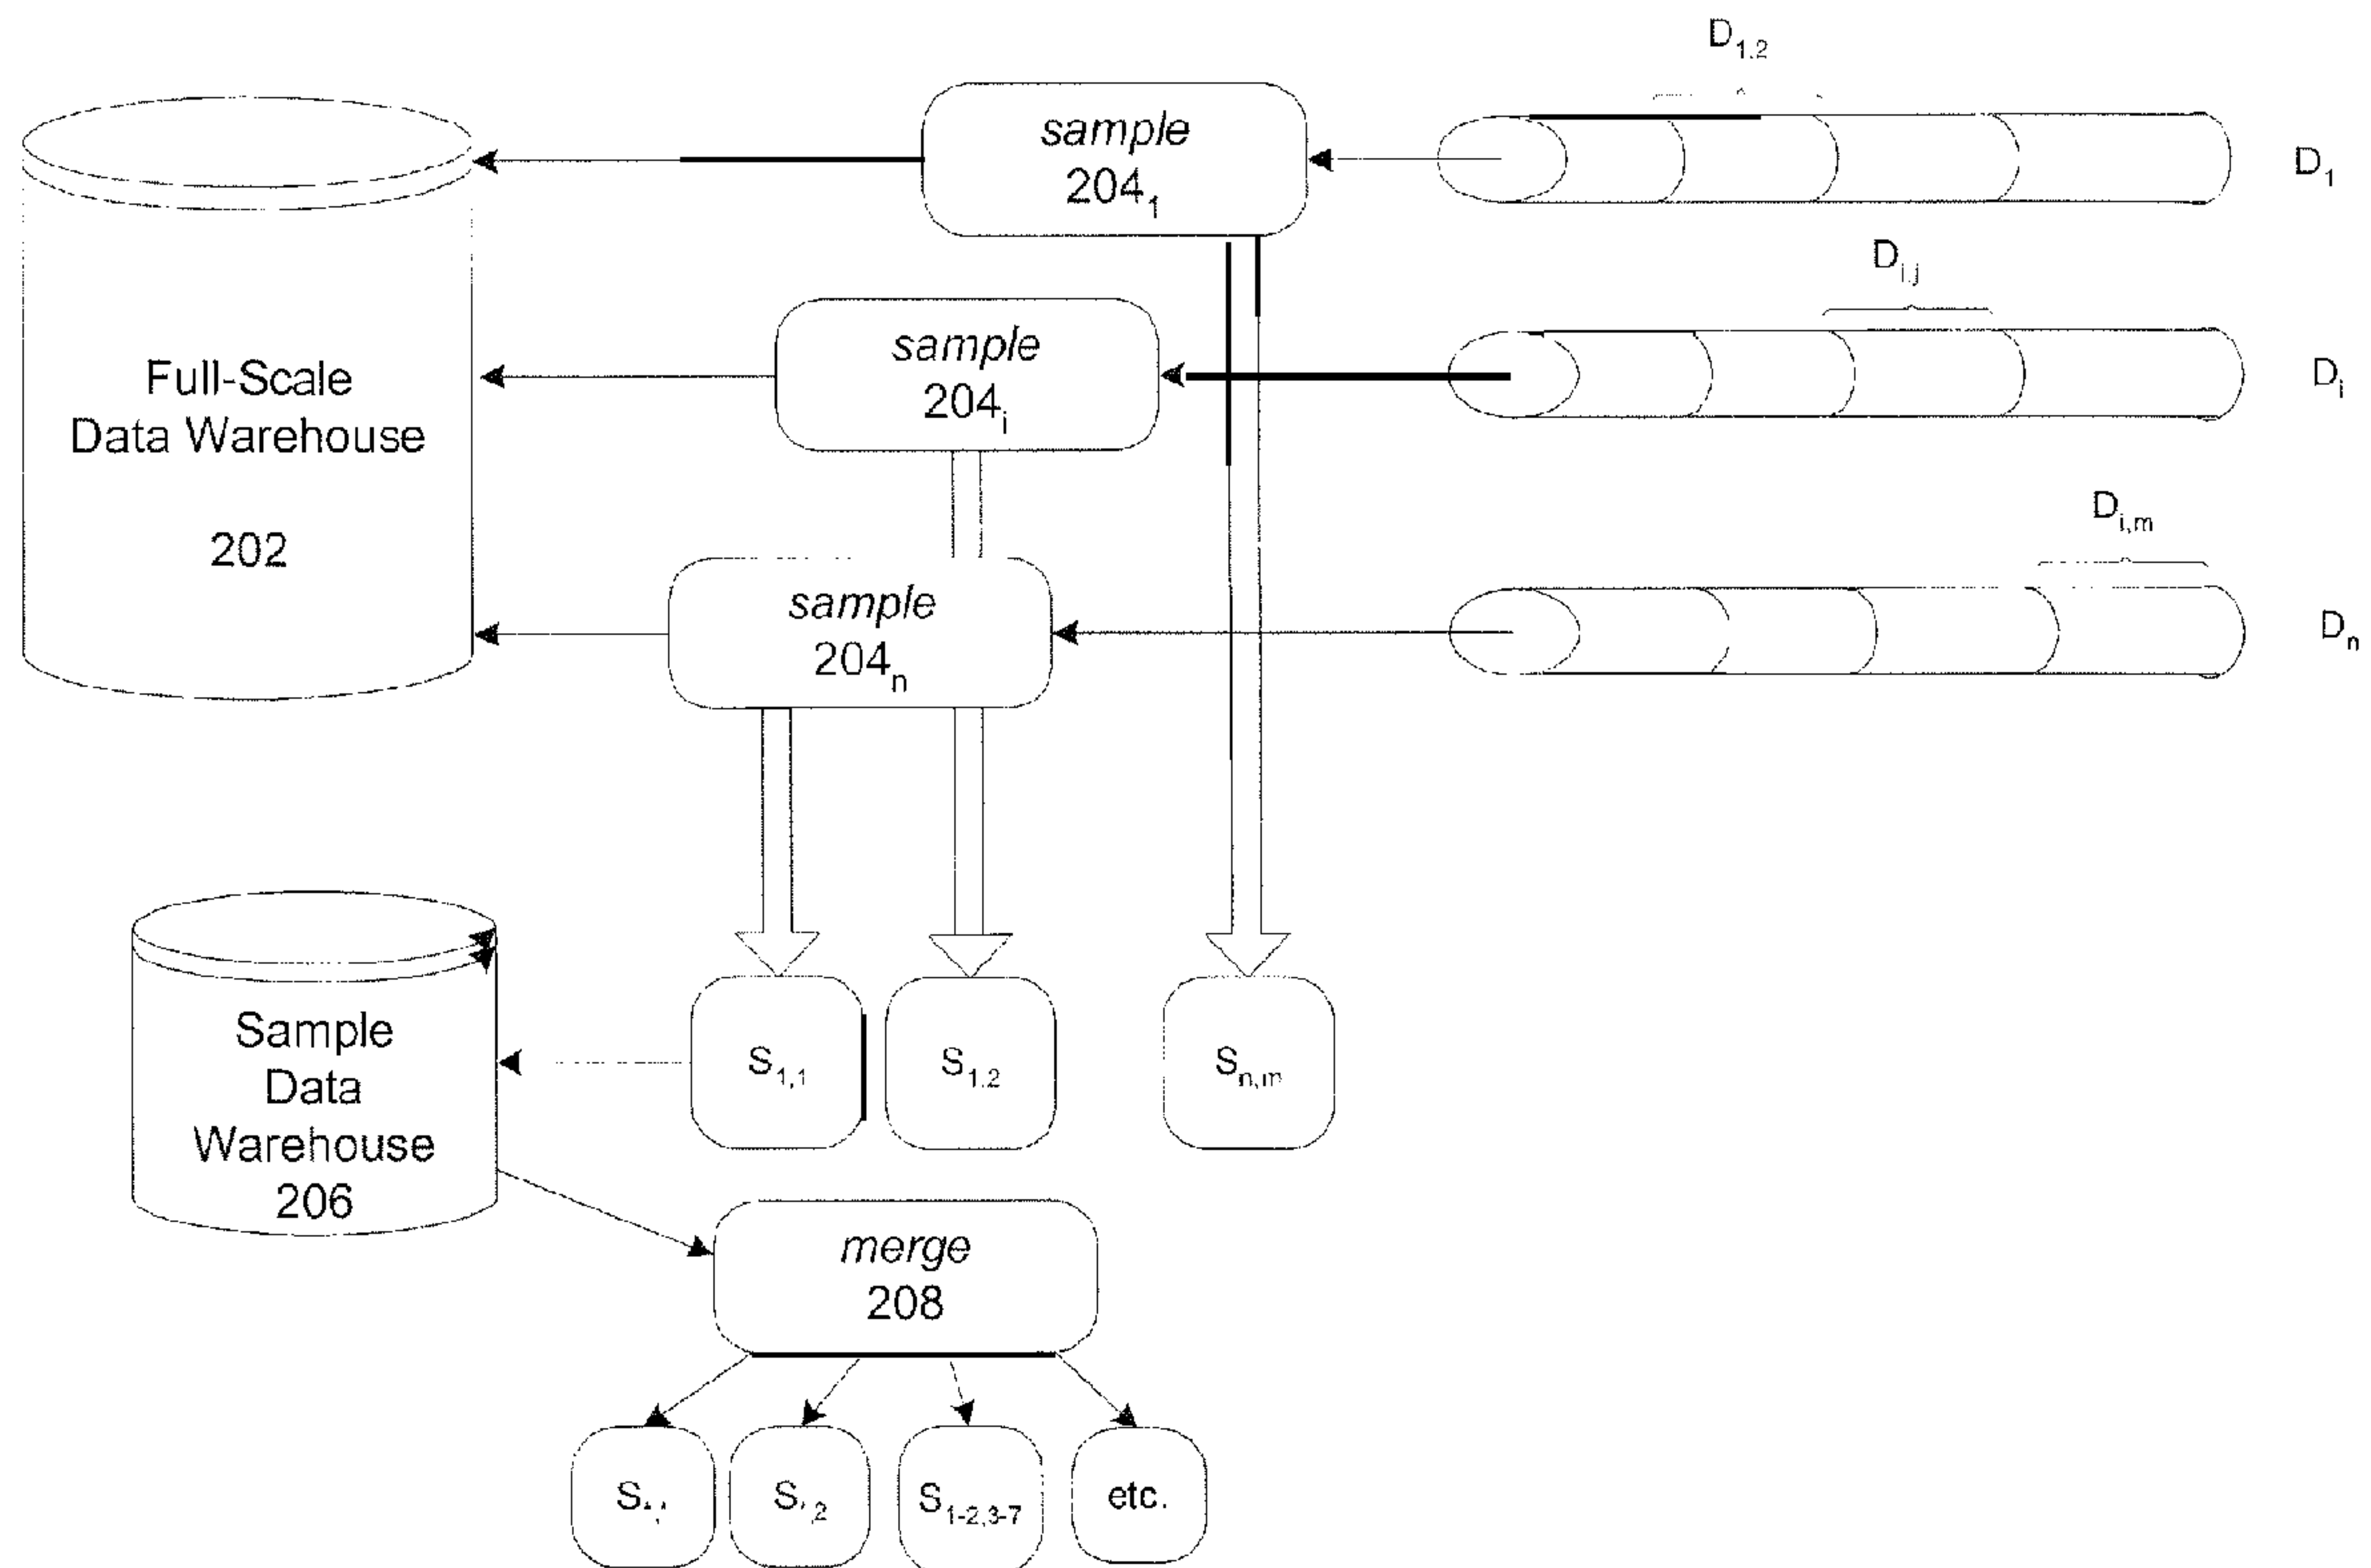 D1,2
sample
2041
D1
Di,j
Full-Scale
Data Warehouse
202
sample
204i
Di
Di,m
sample
204n
Dn
Sample
Data
Warehouse
206
S1,1
S1,2
Sn,m
merge
208
S1-2,3-7
etc.